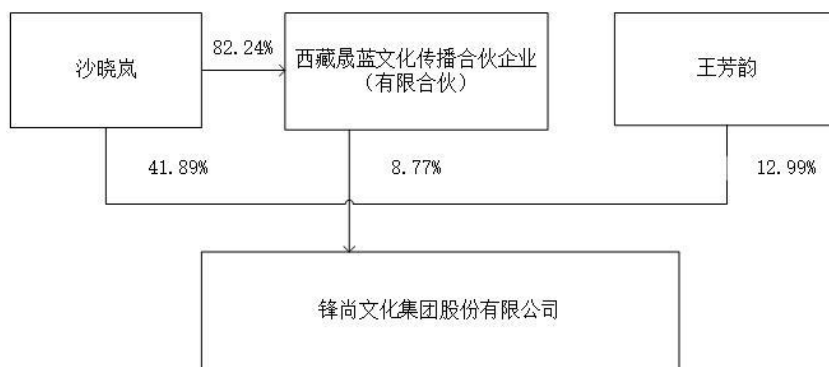 沙晓岚
82.24%
西藏晟蓝文化传播合伙企业
（有限合伙）
王芳韵
41.89%
8.77%
12.99%
锋尚文化集团股份有限公司